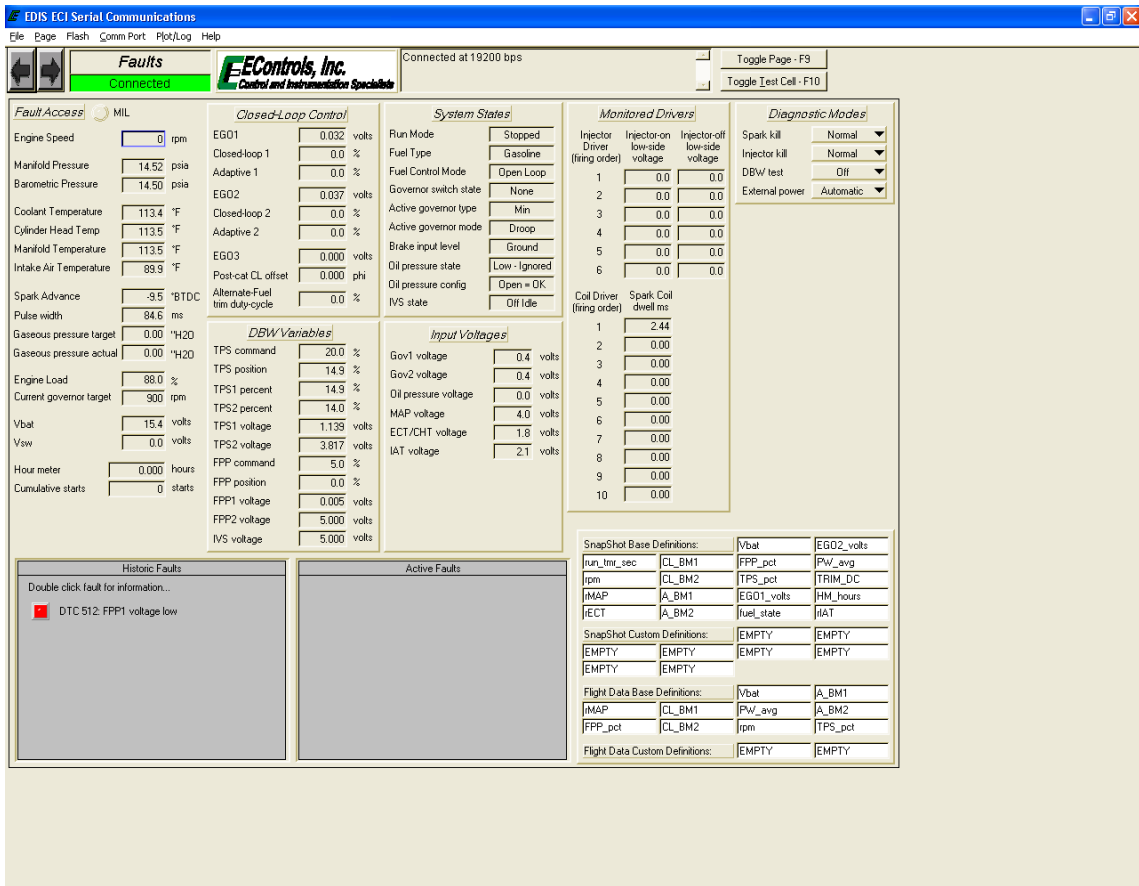 EDIS ECI Serial Communications
File Page Flash Comm Port Plot/Log Help
Faults
Connected
EControls, Inc.
Control and Instrumentation Specialists
Connected at 19200 bps
Toggle Page - F9
Toggle Test Cell - F10
Fault Access MIL
Engine Speed 0 rpm
Manifold Pressure 14.52 psia
Barometric Pressure 14.50 psia
Coolant Temperature 113.4 °F
Cylinder Head Temp 113.5 °F
Manifold Temperature 113.5 °F
Intake Air Temperature 89.9 °F
Spark Advance -9.5 °BTDC
Pulse width 84.6 ms
Gaseous pressure target 0.00 "H2O
Gaseous pressure actual 0.00 "H2O
Engine Load 88.0 %
Current governor target 900 rpm
Vbat 15.4 volts
Vsw 0.0 volts
Hour meter 0.000 hours
Cumulative starts 0 starts
Closed-Loop Control
EGO1 0.032 volts
Closed-loop 1 0.0 %
Adaptive 1 0.0 %
EGO2 0.037 volts
Closed-loop 2 0.0 %
Adaptive 2 0.0 %
EGO3 0.000 volts
Post-cat CL offset 0.000 phi
Alternate-Fuel
trim duty-cycle 0.0 %
DBW Variables
TPS command 20.0 %
TPS position 14.9 %
TPS1 percent 14.9 %
TPS2 percent 14.0 %
TPS1 voltage 1.139 volts
TPS2 voltage 3.817 volts
FPP command 5.0 %
FPP position 0.0 %
FPP1 voltage 0.005 volts
FPP2 voltage 5.000 volts
IVS voltage 5.000 volts
System States
Run Mode Stopped
Fuel Type Gasoline
Fuel Control Mode Open Loop
Governor switch state None
Active governor type Min
Active governor mode Droop
Brake input level Ground
Oil pressure state Low - Ignored
Oil pressure config Open = OK
IVS state Off Idle
Input Voltages
Gov1 voltage 0.4 volts
Gov2 voltage 0.4 volts
Oil pressure voltage 0.0 volts
MAP voltage 4.0 volts
ECT/CHT voltage 1.8 volts
IAT voltage 2.1 volts
Monitored Drivers
Injector Injector-on Injector-off
Driver low-side low-side
(firing order) voltage voltage
1 0.0 0.0
2 0.0 0.0
3 0.0 0.0
4 0.0 0.0
5 0.0 0.0
6 0.0 0.0
Coil Driver Spark Coil
(firing order) dwell ms
1 2.44
2 0.00
3 0.00
4 0.00
5 0.00
6 0.00
7 0.00
8 0.00
9 0.00
10 0.00
Diagnostic Modes
Spark kill Normal
Injector kill Normal
DBW test Off
External power Automatic
Historic Faults
Double click fault for information...
DTC 512: FPP1 voltage low
Active Faults
SnapShot Base Definitions: Vbat EGO2_volts
run_tmr_sec CL_BM1 FPP_pct PW_avg
rpm CL_BM2 TPS_pct TRIM_DC
rMAP A_BM1 EGO1_volts HM_hours
rECT A_BM2 fuel_state rIAT
SnapShot Custom Definitions: EMPTY EMPTY
EMPTY EMPTY EMPTY EMPTY
EMPTY EMPTY
Flight Data Base Definitions: Vbat A_BM1
rMAP CL_BM1 PW_avg A_BM2
FPP_pct CL_BM2 rpm TPS_pct
Flight Data Custom Definitions: EMPTY EMPTY